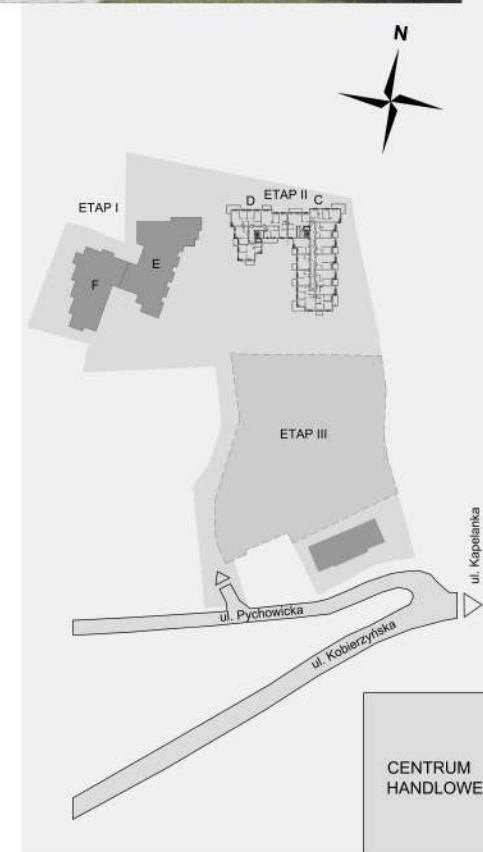 N
ETAP I
D
ETAP II
C
E
F
ETAP III
ul. Kapelanka
ul. Pychowicka
ul. Kobierzyńska
CENTRUM
HANDLOWE